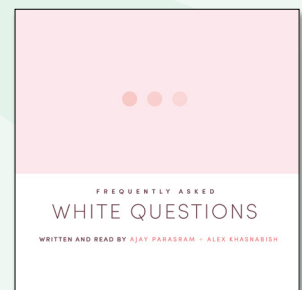 FREQUENTLY ASKED
WHITE QUESTIONS
WRITTEN AND READ BY AJAY PARASRAM + ALEX KHASNABISH